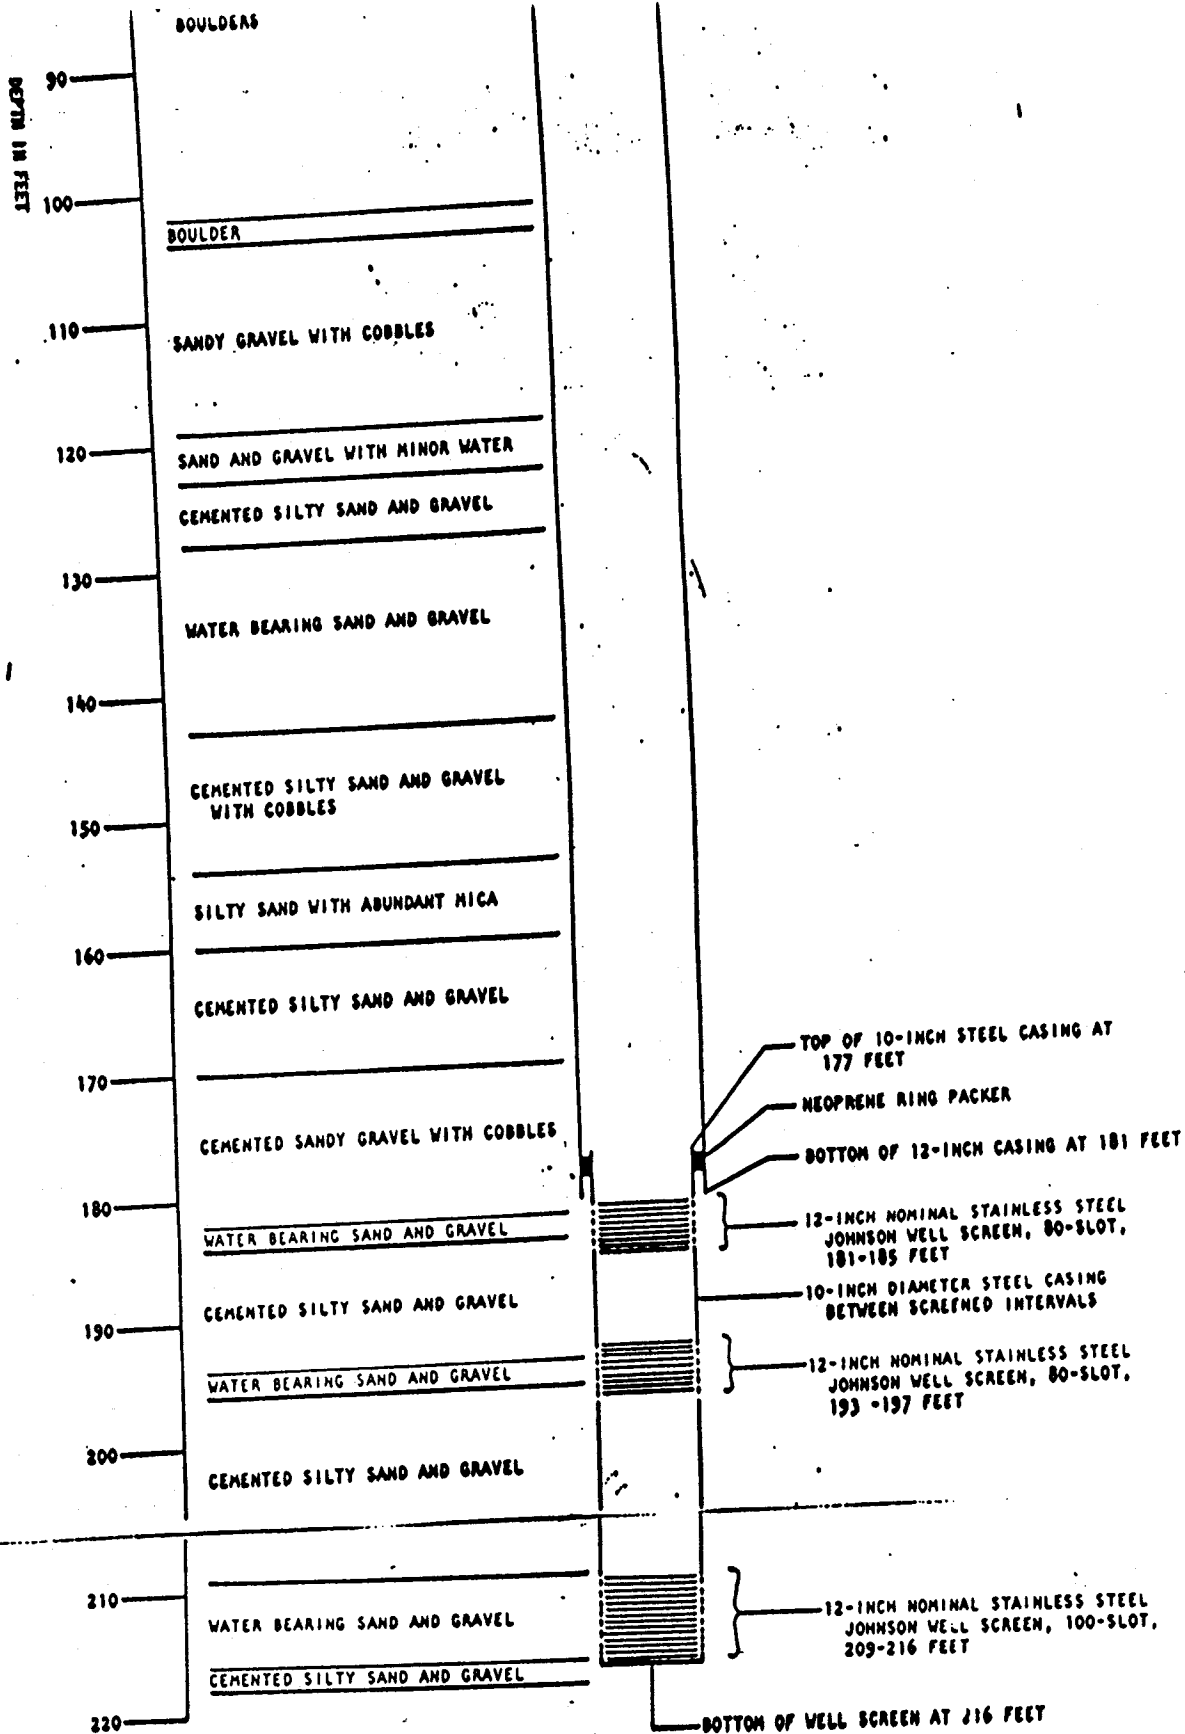 BOULDERS
DEPTH IN FEET
90
100
BOULDER
110
SANDY GRAVEL WITH COBBLES
120
SAND AND GRAVEL WITH MINOR WATER
CEMENTED SILTY SAND AND GRAVEL
130
WATER BEARING SAND AND GRAVEL
140
CEMENTED SILTY SAND AND GRAVEL
WITH COBBLES
150
SILTY SAND WITH ABUNDANT MICA
160
CEMENTED SILTY SAND AND GRAVEL
TOP OF 10-INCH STEEL CASING AT
177 FEET
170
NEOPRENE RING PACKER
CEMENTED SANDY GRAVEL WITH COBBLES
BOTTOM OF 12-INCH CASING AT 181 FEET
180
WATER BEARING SAND AND GRAVEL
12-INCH NOMINAL STAINLESS STEEL
JOHNSON WELL SCREEN, 80-SLOT,
181-185 FEET
CEMENTED SILTY SAND AND GRAVEL
10-INCH DIAMETER STEEL CASING
BETWEEN SCREENED INTERVALS
190
WATER BEARING SAND AND GRAVEL
12-INCH NOMINAL STAINLESS STEEL
JOHNSON WELL SCREEN, 80-SLOT,
193 -197 FEET
200
CEMENTED SILTY SAND AND GRAVEL
210
WATER BEARING SAND AND GRAVEL
12-INCH NOMINAL STAINLESS STEEL
JOHNSON WELL SCREEN, 100-SLOT,
209-216 FEET
CEMENTED SILTY SAND AND GRAVEL
220
BOTTOM OF WELL SCREEN AT 216 FEET